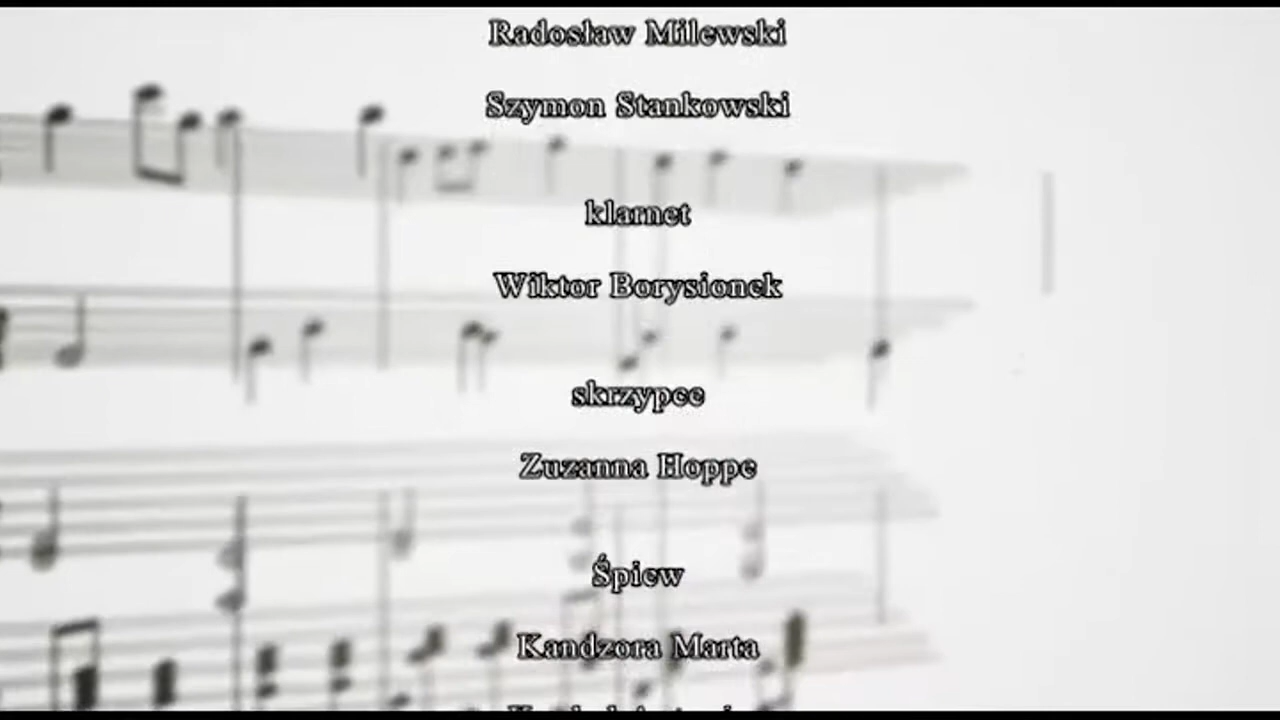 Radosław Milewski
Szymon Stankowski
klarnet
Wiktor Borysionek
skrzypce
Zuzanna Hoppe
Śpiew
Kandzora Marta